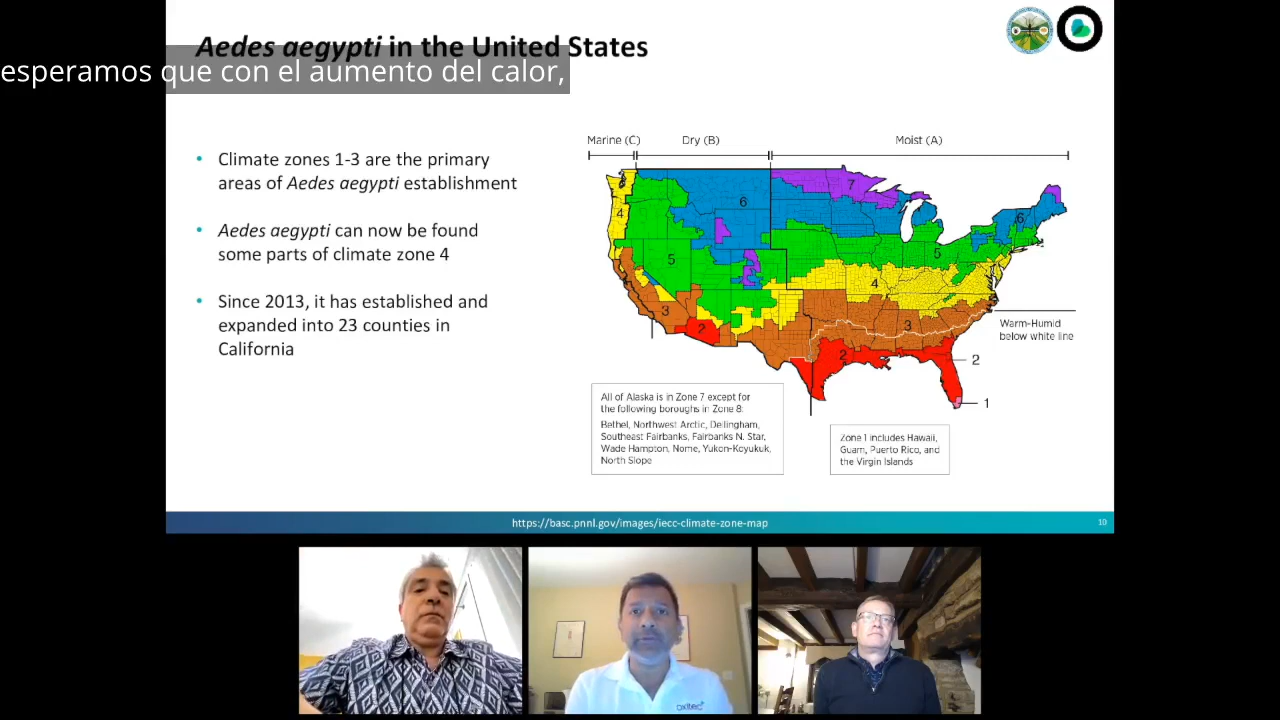 Aedes aegypti in the United States
esperamos que con el aumento del calor,
• Climate zones 1-3 are the primary
areas of Aedes aegypti establishment
• Aedes aegypti can now be found
some parts of climate zone 4
• Since 2013, it has established and
expanded into 23 counties in
California
Marine (C)
Dry (B)
Moist (A)
7
6
6
4
5
5
4
3
3
2
2
Warm-Humid
below white line
2
1
All of Alaska is in Zone 7 except for
the following boroughs in Zone 8:
Bethel, Northwest Arctic, Dellingham,
Southeast Fairbanks, Fairbanks N. Star,
Wade Hampton, Nome, Yukon-Koyukuk,
North Slope
Zone 1 includes Hawaii,
Guam, Puerto Rico, and
the Virgin Islands
https://basc.pnnl.gov/images/iecc-climate-zone-map
10
Oxitec